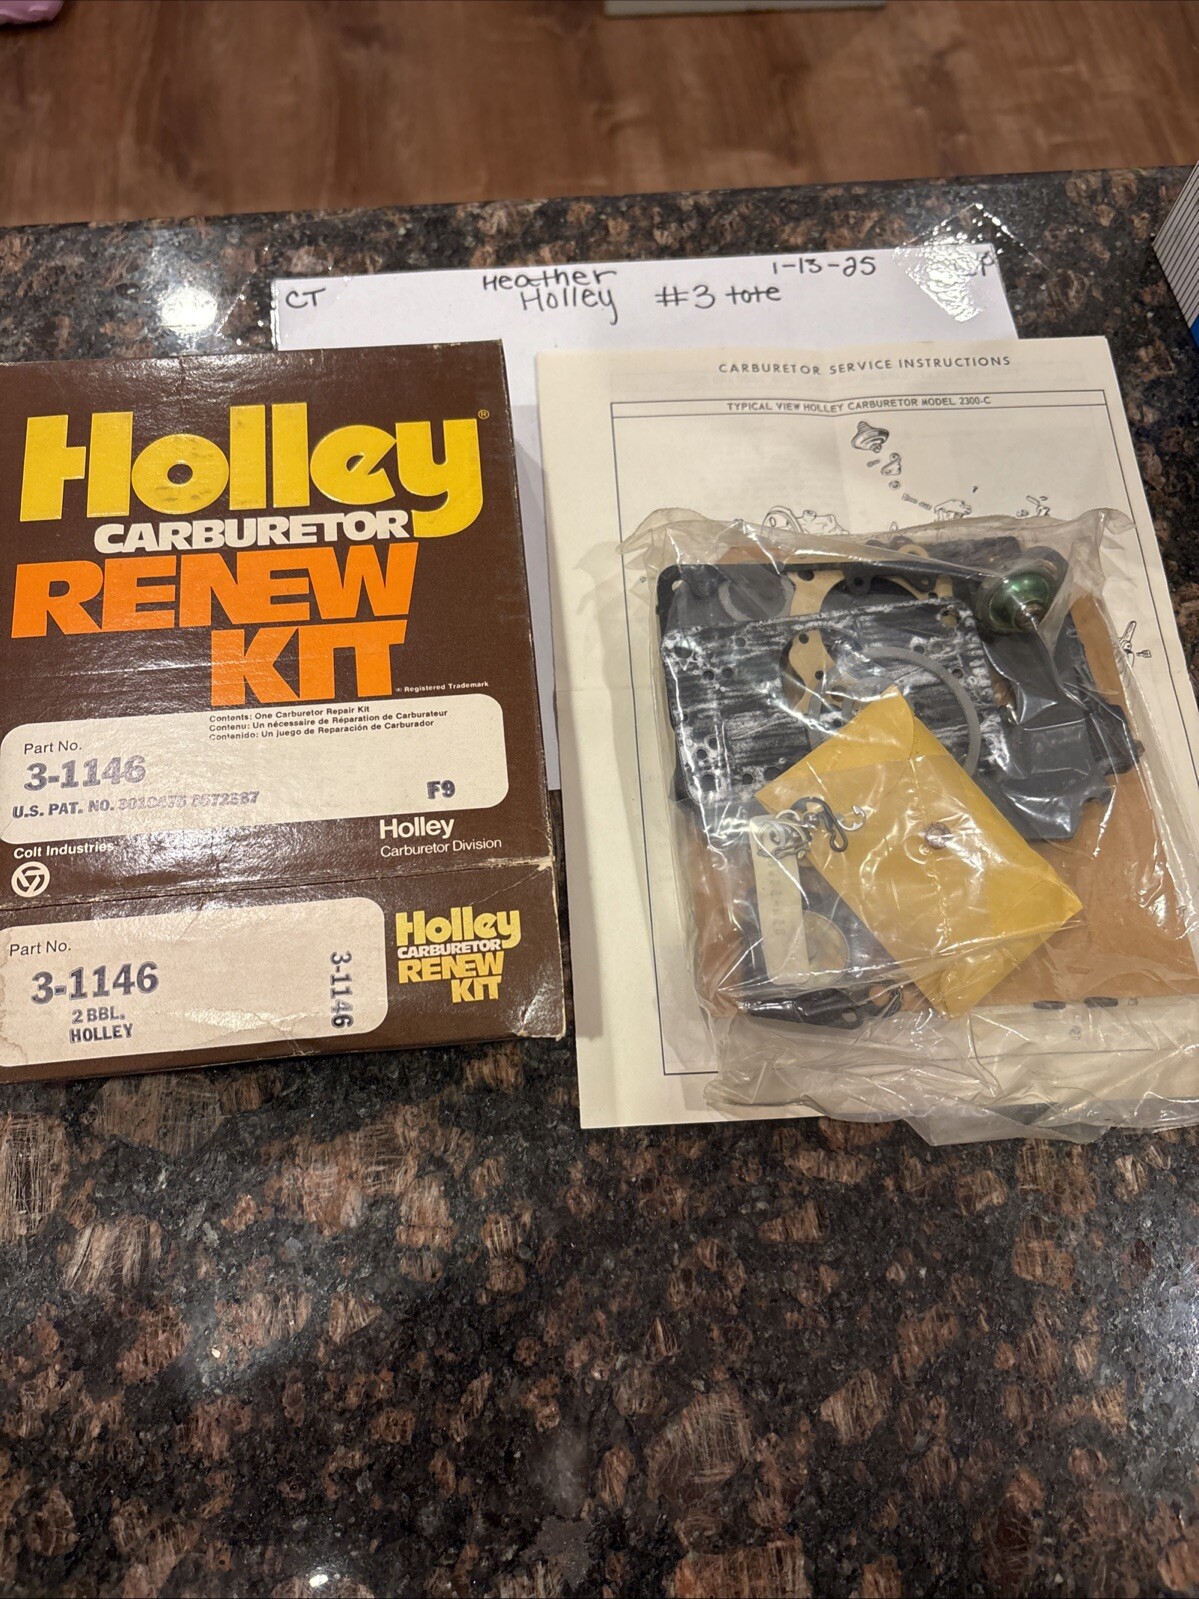 Heather
1-13-25
CT
Holley #3 tote
Holley®
CARBURETOR
RENEW
KIT
® Registered Trademark
Contents: One Carburetor Repair Kit
Contenu: Un nécessaire de Réparation de Carburateur
Contenido: Un juego de Reparación de Carburador
Part No.
3-1146
U.S. PAT. NO.
F9
Holley
Carburetor Division
Colt Industries
Part No.
3-1146
2 BBL.
HOLLEY
3-1146
Holley
CARBURETOR
RENEW
KIT
CARBURETOR SERVICE INSTRUCTIONS
TYPICAL VIEW HOLLEY CARBURETOR MODEL 2300-C